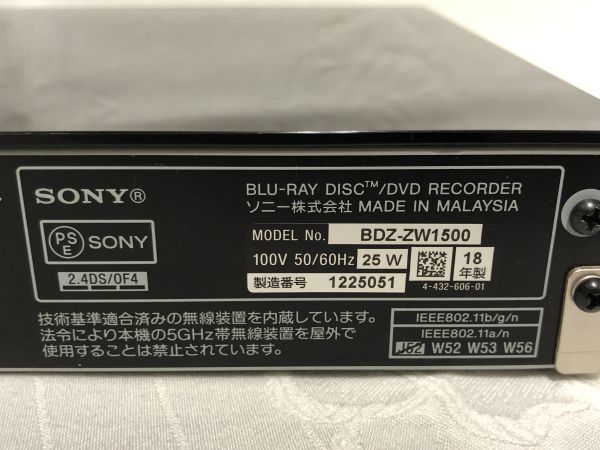 SONY®
BLU-RAY DISC™/DVD RECORDER
ソニー株式会社 MADE IN MALAYSIA
PSE SONY
MODEL No. BDZ-ZW1500
2.4DS/OF4
100V 50/60Hz 25 W
18年製
製造番号 1225051
4-432-606-01
技術基準適合済みの無線装置を内蔵しています。
法令により本機の5GHz帯無線装置を屋外で
使用することは禁止されています。
IEEE802.11b/g/n
IEEE802.11a/n
J52 W52 W53 W56